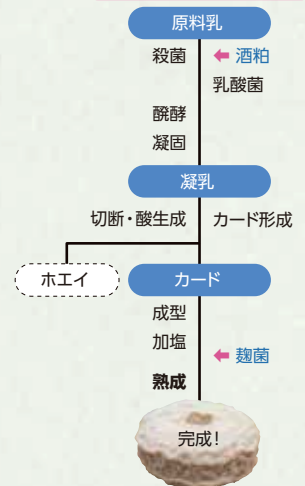 原料乳
殺菌 ← 酒粕
乳酸菌
醗酵
凝固
凝乳
切断・酸生成 カード形成
ホエイ カード
成型
加塩
← 麹菌
熟成
完成!